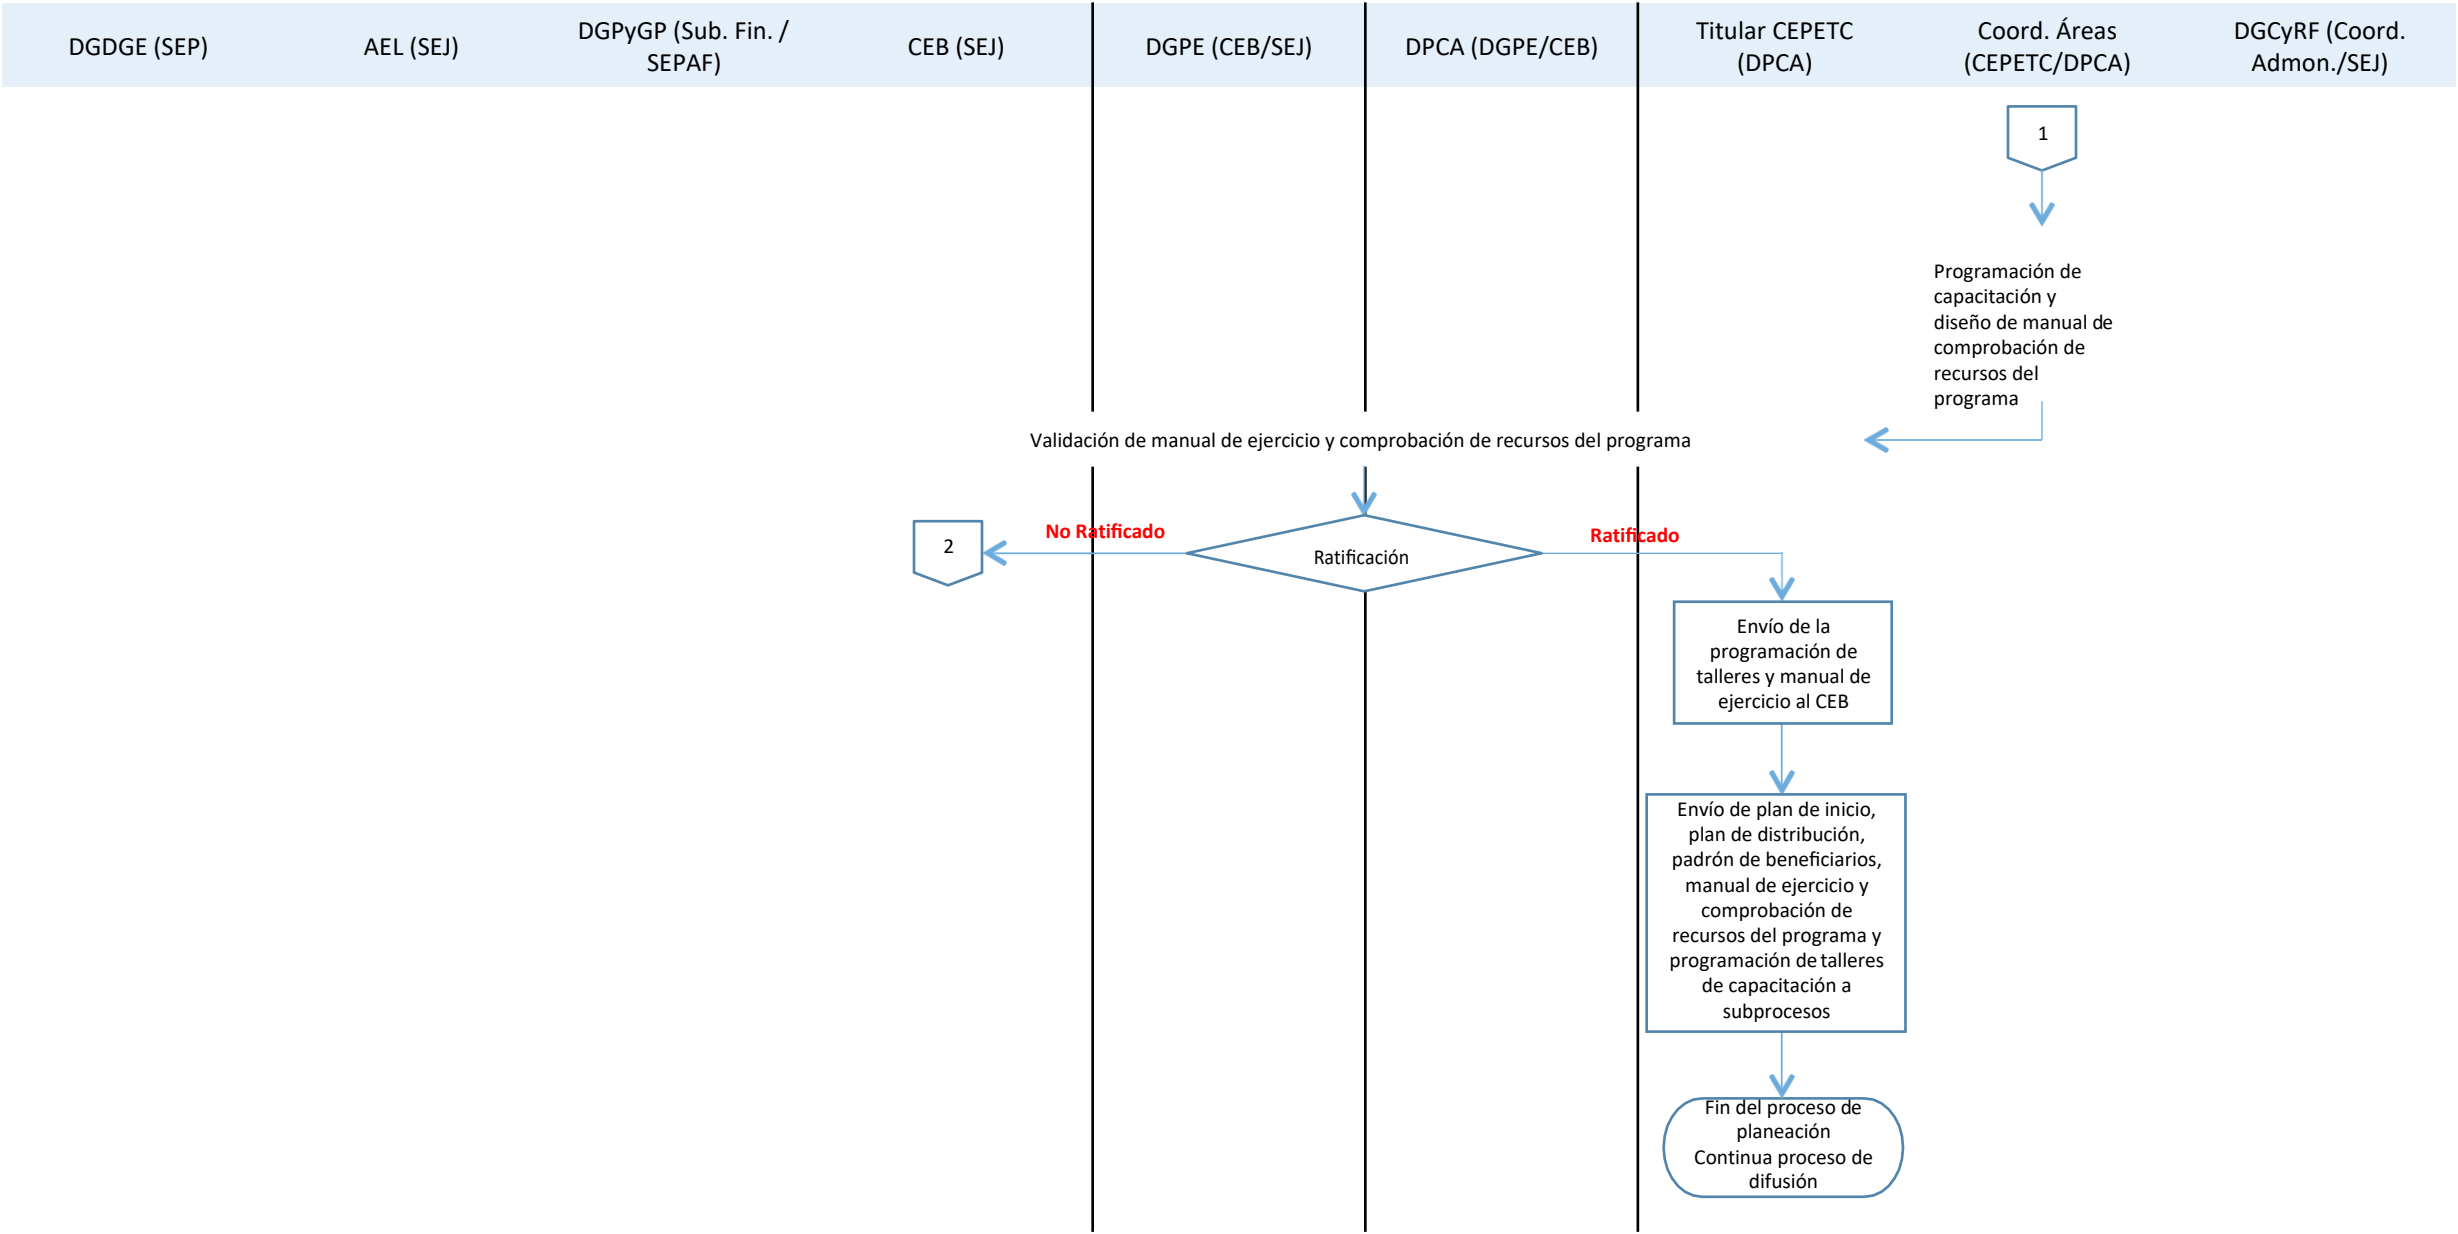 DGDGE (SEP)
AEL (SEJ)
DGPyGP (Sub. Fin. /
SEPAF)
CEB (SEJ)
DGPE (CEB/SEJ)
DPCA (DGPE/CEB)
Titular CEPETC
(DPCA)
Coord. Áreas
(CEPETC/DPCA)
DGCyRF (Coord.
Admon./SEJ)
1
Programación de
capacitación y
diseño de manual de
comprobación de
recursos del
programa
Validación de manual de ejercicio y comprobación de recursos del programa
2
No Ratificado
Ratificación
Ratificado
Envío de la
programación de
talleres y manual de
ejercicio al CEB
Envío de plan de inicio,
plan de distribución,
padrón de beneficiarios,
manual de ejercicio y
comprobación de
recursos del programa y
programación de talleres
de capacitación a
subprocesos
Fin del proceso de
planeación
Continua proceso de
difusión